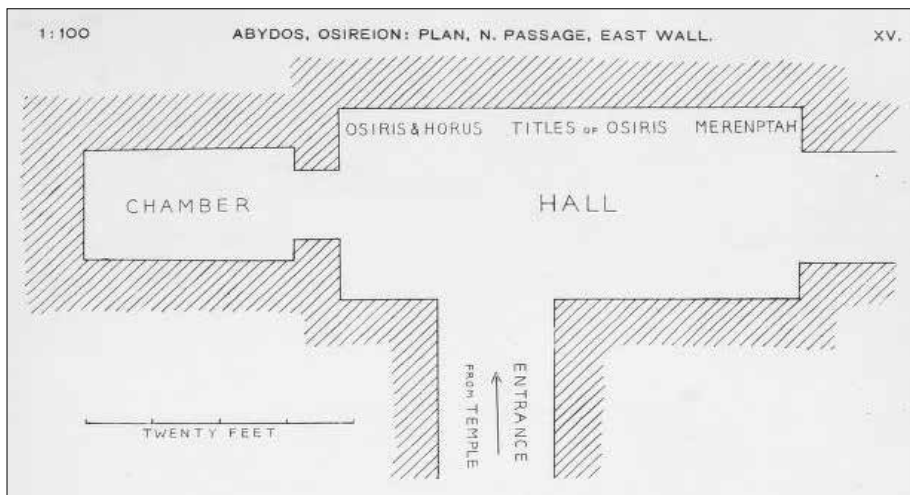 1:100 ABYDOS, OSIREION: PLAN, N. PASSAGE, EAST WALL. XV.
OSIRIS & HORUS TITLES OF OSIRIS MERENPTAH
CHAMBER HALL
ENTRANCE
FROM TEMPLE
TWENTY FEET